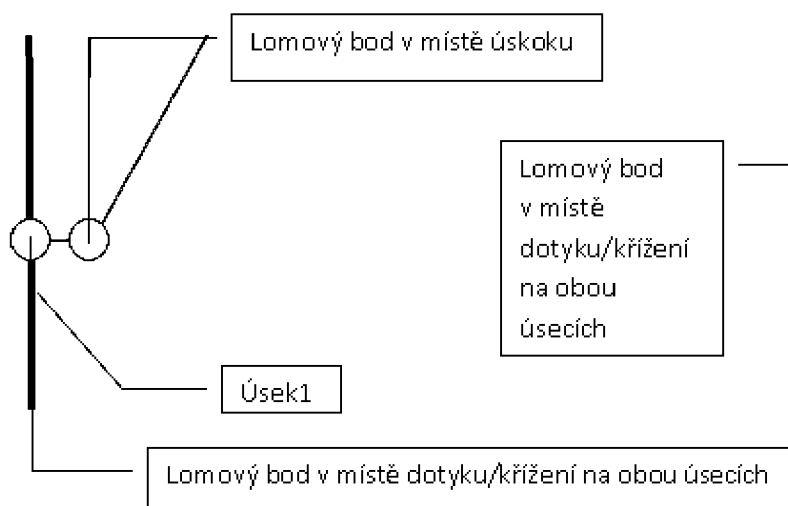 Lomový bod v místě úskoku
Lomový bod
v místě
dotyku/křížení
na obou
úsecích
Úsek1
Lomový bod v místě dotyku/křížení na obou úsecích